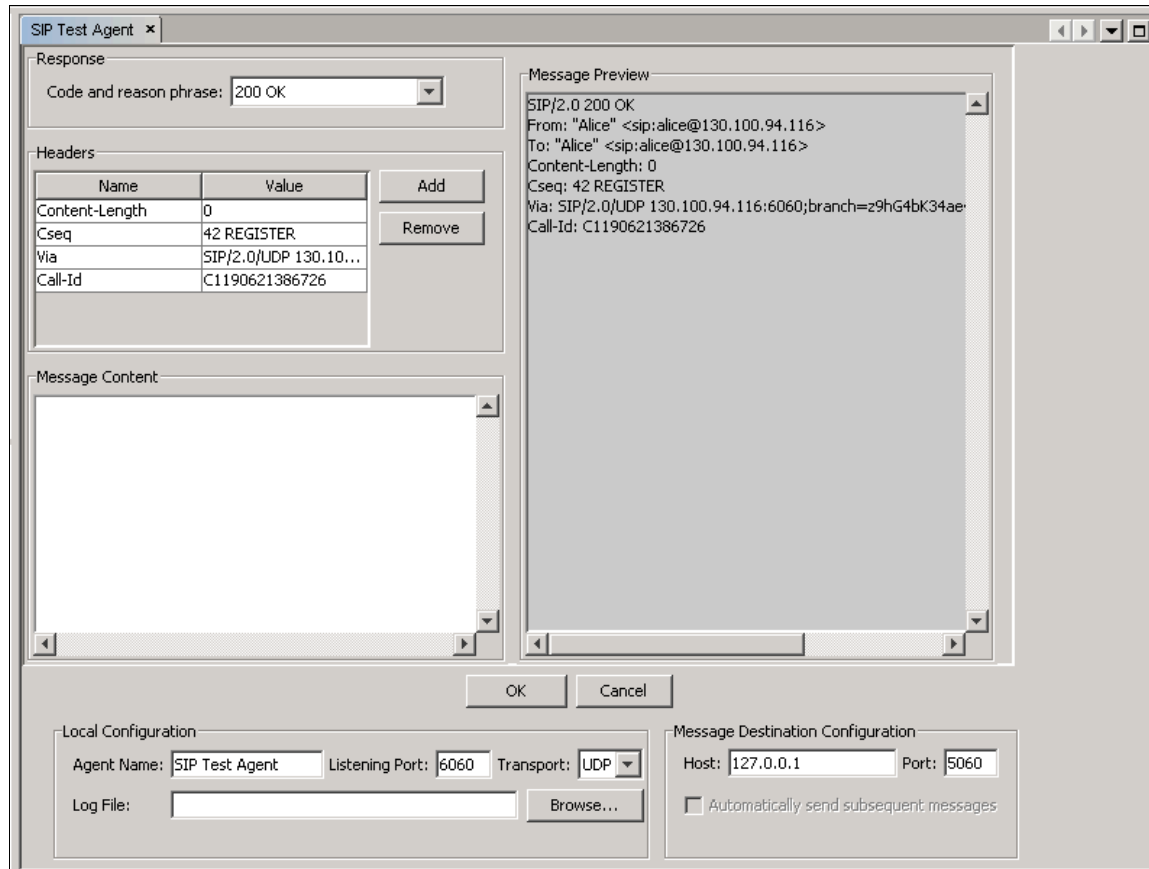 SIP Test Agent
Response
Code and reason phrase: 200 OK
Headers
Name Value
Content-Length 0
Cseq 42 REGISTER
Via SIP/2.0/UDP 130.10...
Call-Id C1190621386726
Add
Remove
Message Content
Message Preview
SIP/2.0 200 OK
From: "Alice" <sip:alice@130.100.94.116>
To: "Alice" <sip:alice@130.100.94.116>
Content-Length: 0
Cseq: 42 REGISTER
Via: SIP/2.0/UDP 130.100.94.116:6060;branch=z9hG4bK34ae
Call-Id: C1190621386726
OK Cancel
Local Configuration
Agent Name: SIP Test Agent Listening Port: 6060 Transport: UDP
Log File: Browse...
Message Destination Configuration
Host: 127.0.0.1 Port: 5060
Automatically send subsequent messages